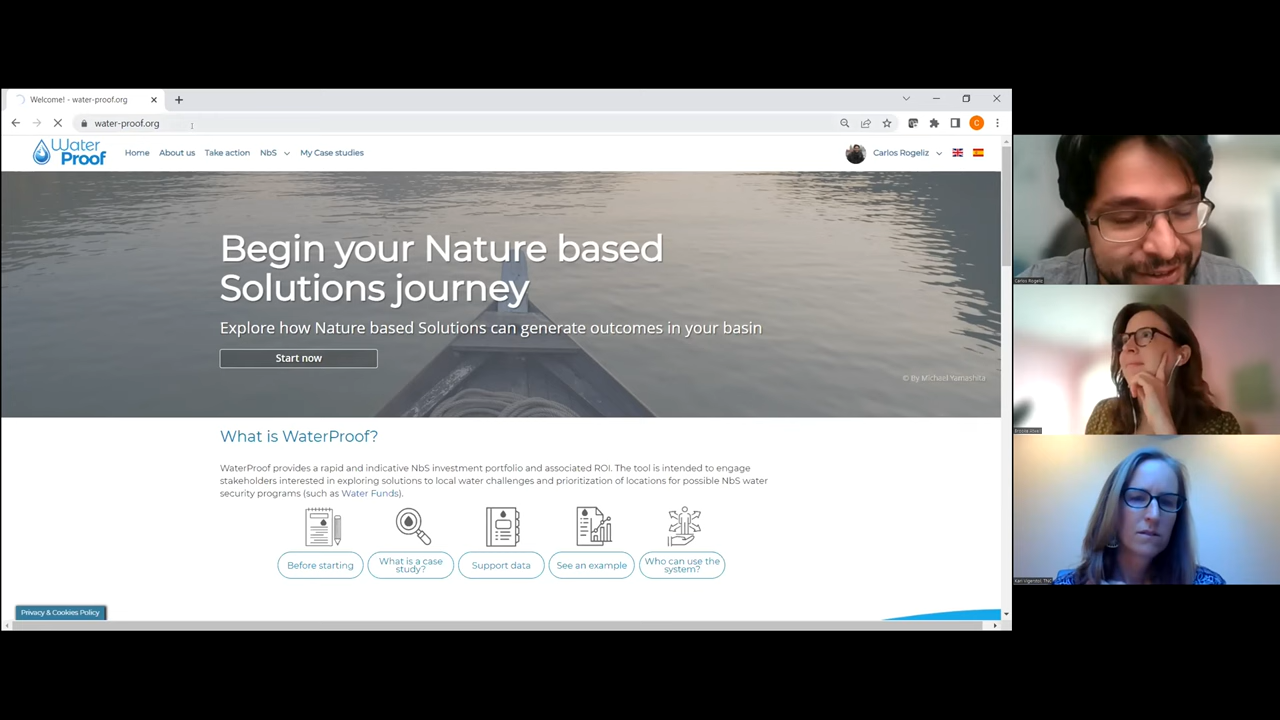 Welcome! - water-proof.org
water-proof.org
Water
Proof
Home About us Take action NbS My Case studies
Carlos Rogeliz
C
Begin your Nature based
Solutions journey
Explore how Nature based Solutions can generate outcomes in your basin
Start now
© By Michael Yamashita
What is WaterProof?
WaterProof provides a rapid and indicative NbS investment portfolio and associated ROI. The tool is intended to engage
stakeholders interested in exploring solutions to local water challenges and prioritization of locations for possible NbS water
security programs (such as Water Funds).
Before starting
What is a case
study?
Support data
See an example
Who can use the
system?
Privacy & Cookies Policy
Carlos Rogeliz
Kari Vigerstol, TNC